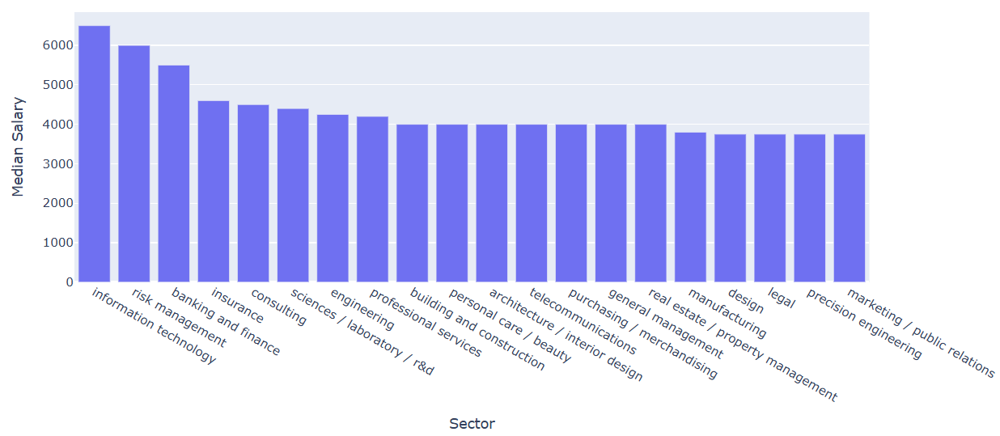 Median Salary
6000
5000
4000
3000
2000
1000
0
information technology
risk management
banking and finance
insurance
consulting
sciences / laboratory / r&d
engineering
professional services
building and construction
personal care / beauty
architecture / interior design
telecommunications
purchasing / merchandising
general management
real estate / property management
manufacturing
design
legal
precision engineering
marketing / public relations
Sector